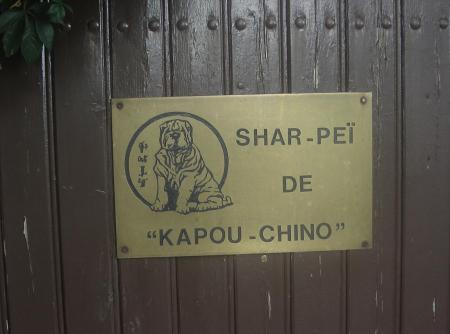 SHAR-PEÏ
DE
“KAPOU-CHINO”